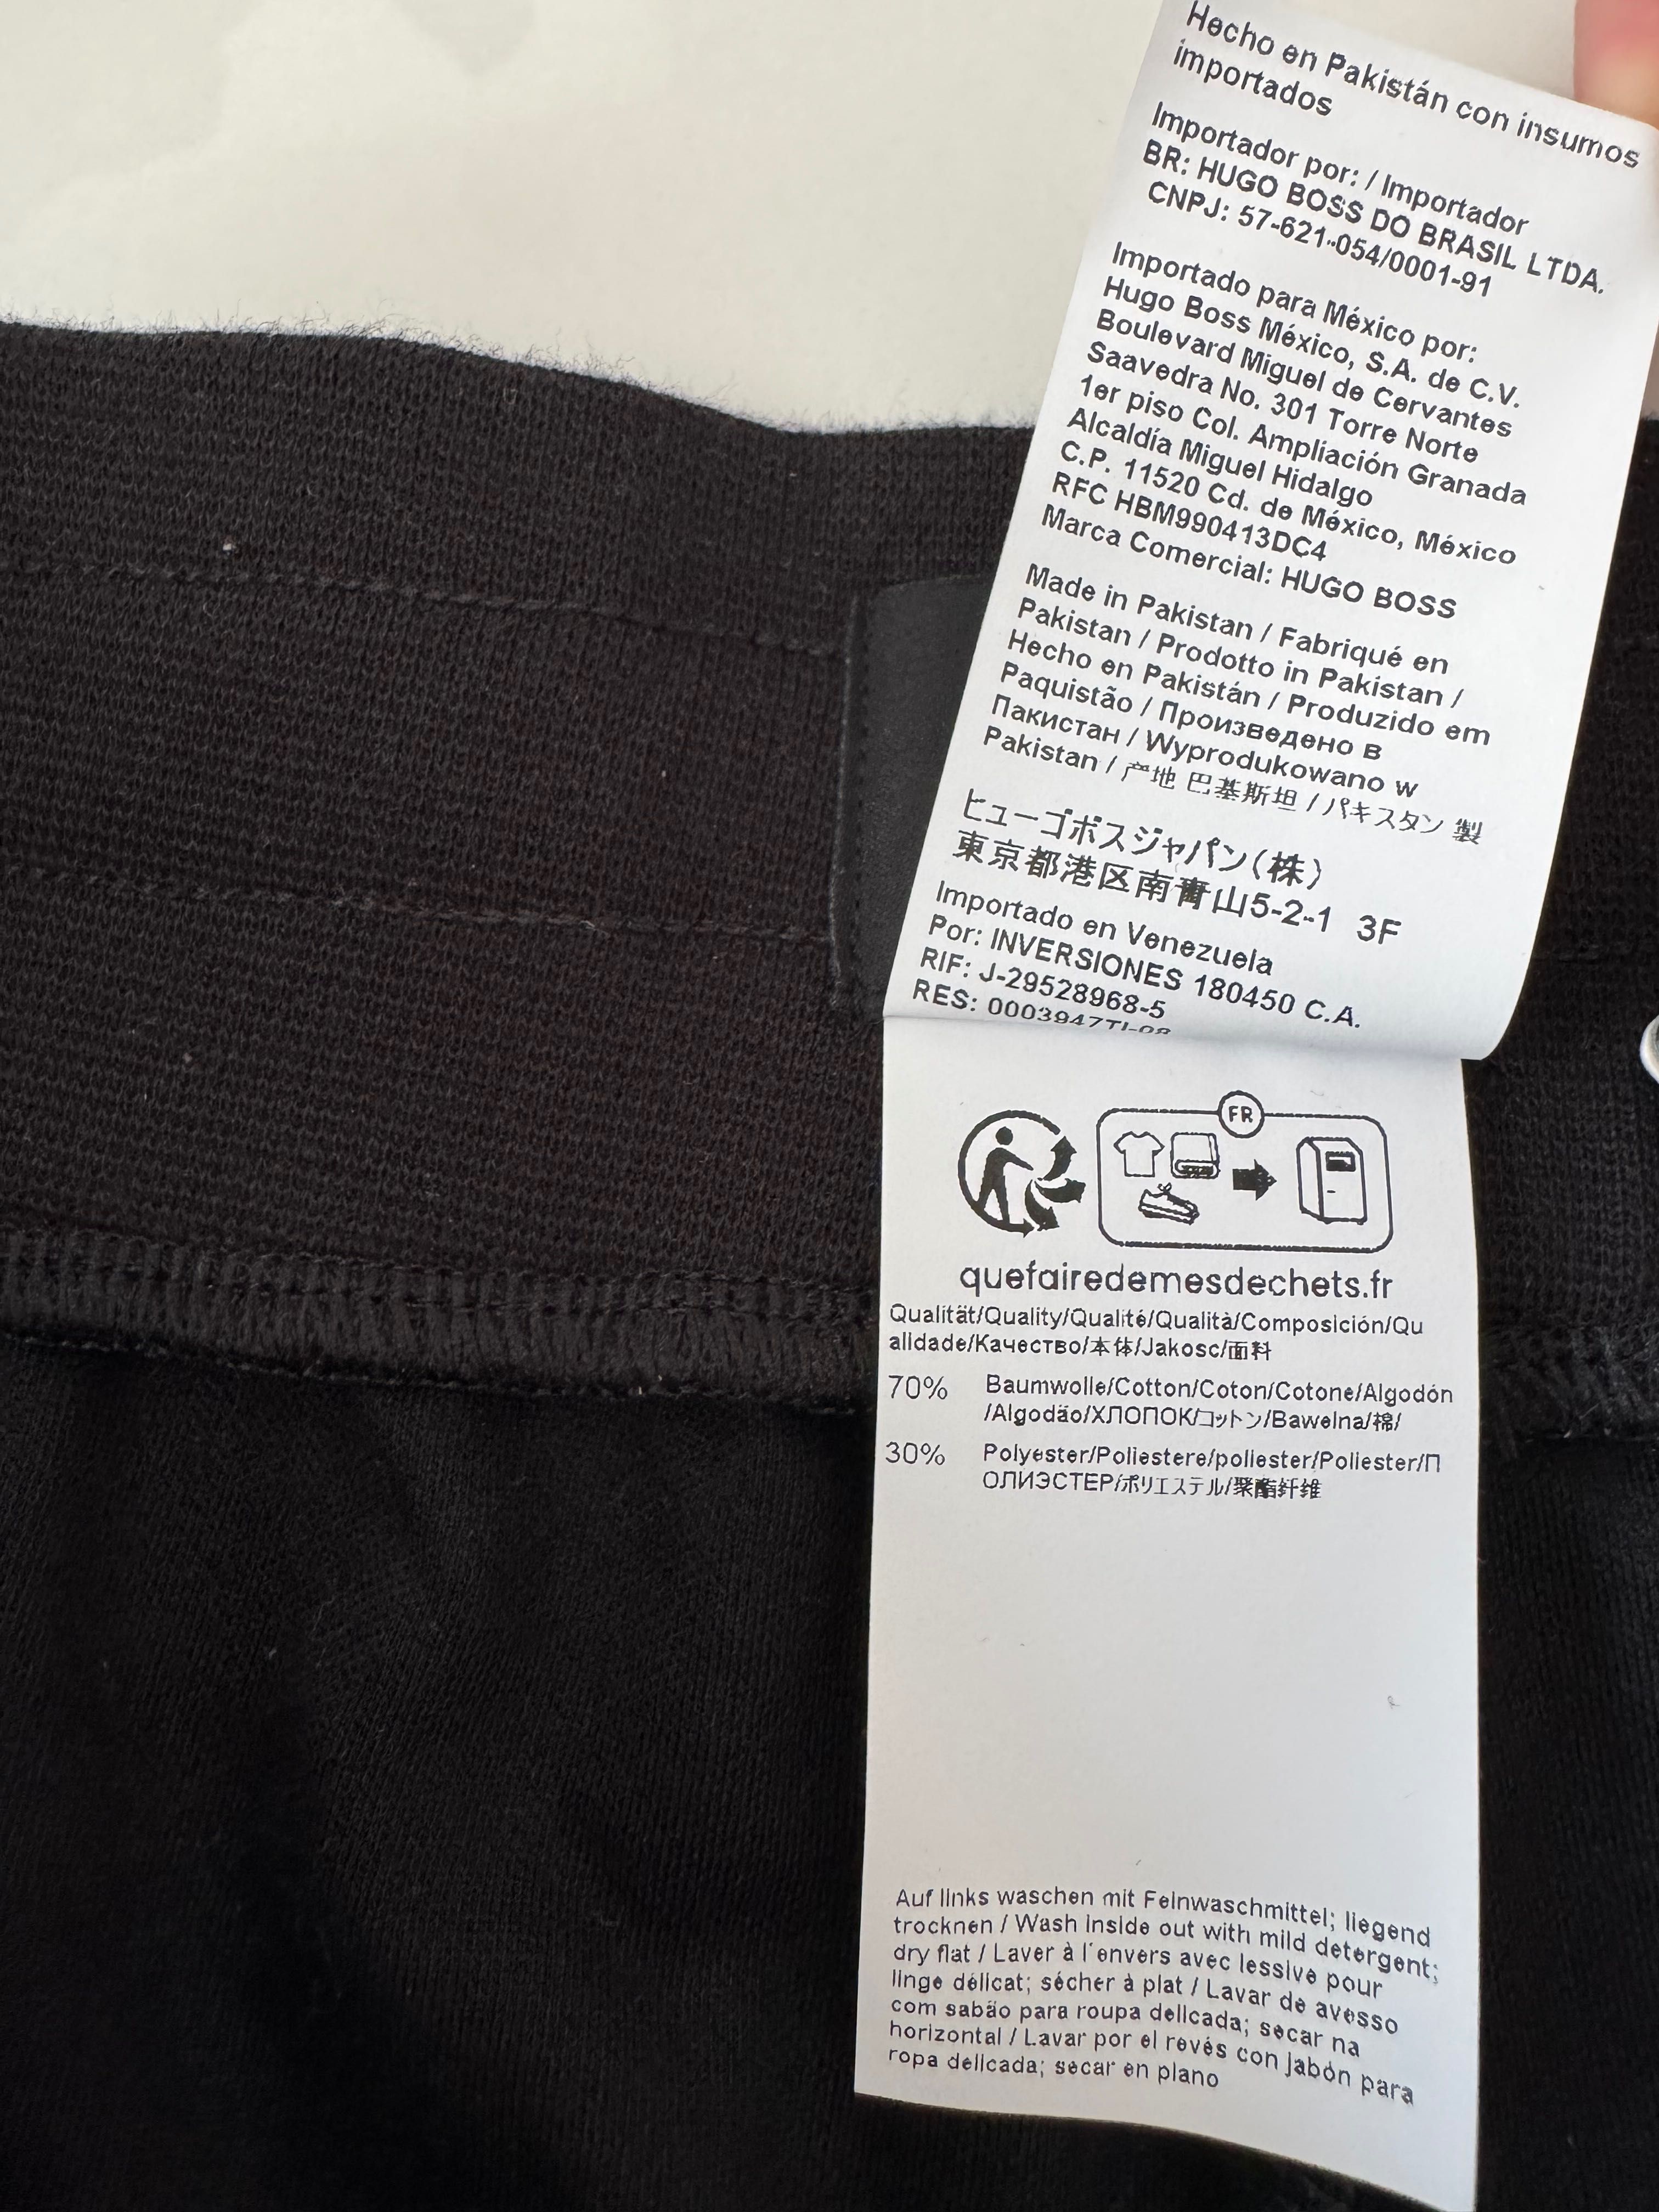 Hecho en Pakistán con insumos
importados
Importador por: / Importador
BR: HUGO BOSS DO BRASIL LTDA.
CNPJ: 57-621-054/0001-91
Importado para México por:
Hugo Boss México, S.A. de C.V.
Boulevard Miguel de Cervantes
Saavedra No. 301 Torre Norte
1er piso Col. Ampliación Granada
Alcaldía Miguel Hidalgo
C.P. 11520 Cd. de México, México
RFC HBM990413DC4
Marca Comercial: HUGO BOSS
Made in Pakistan / Fabriqué en
Pakistan / Prodotto in Pakistan /
Hecho en Pakistán / Produzido em
Paquistão / Произведено в
Пакистан / Wyprodukowano w
Pakistan / 产地 巴基斯坦 / パキスタン 製
ヒューゴボスジャパン(株)
東京都港区南青山5-2-1 3F
Importado en Venezuela
Por: INVERSIONES 180450 C.A.
RIF: J-29528968-5
RES: 0003947TI-08
FR
quefairedemesdechets.fr
Qualität/Quality/Qualité/Qualità/Composición/Qu
alidade/Качество/本体/Jakosc/面料
70% Baumwolle/Cotton/Coton/Cotone/Algodón
/Algodão/ХЛОПОК/コットン/Bawelna/棉/
30% Polyester/Poliestere/poliester/Poliester/П
ОЛИЭСТЕР/ポリエステル/聚酯纤维
Auf links waschen mit Feinwaschmittel; liegend
trocknen / Wash inside out with mild detergent;
dry flat / Laver à l'envers avec lessive pour
linge délicat; sécher à plat / Lavar de avesso
com sabão para roupa delicada; secar na
horizontal / Lavar por el revés con jabón para
ropa delicada; secar en plano